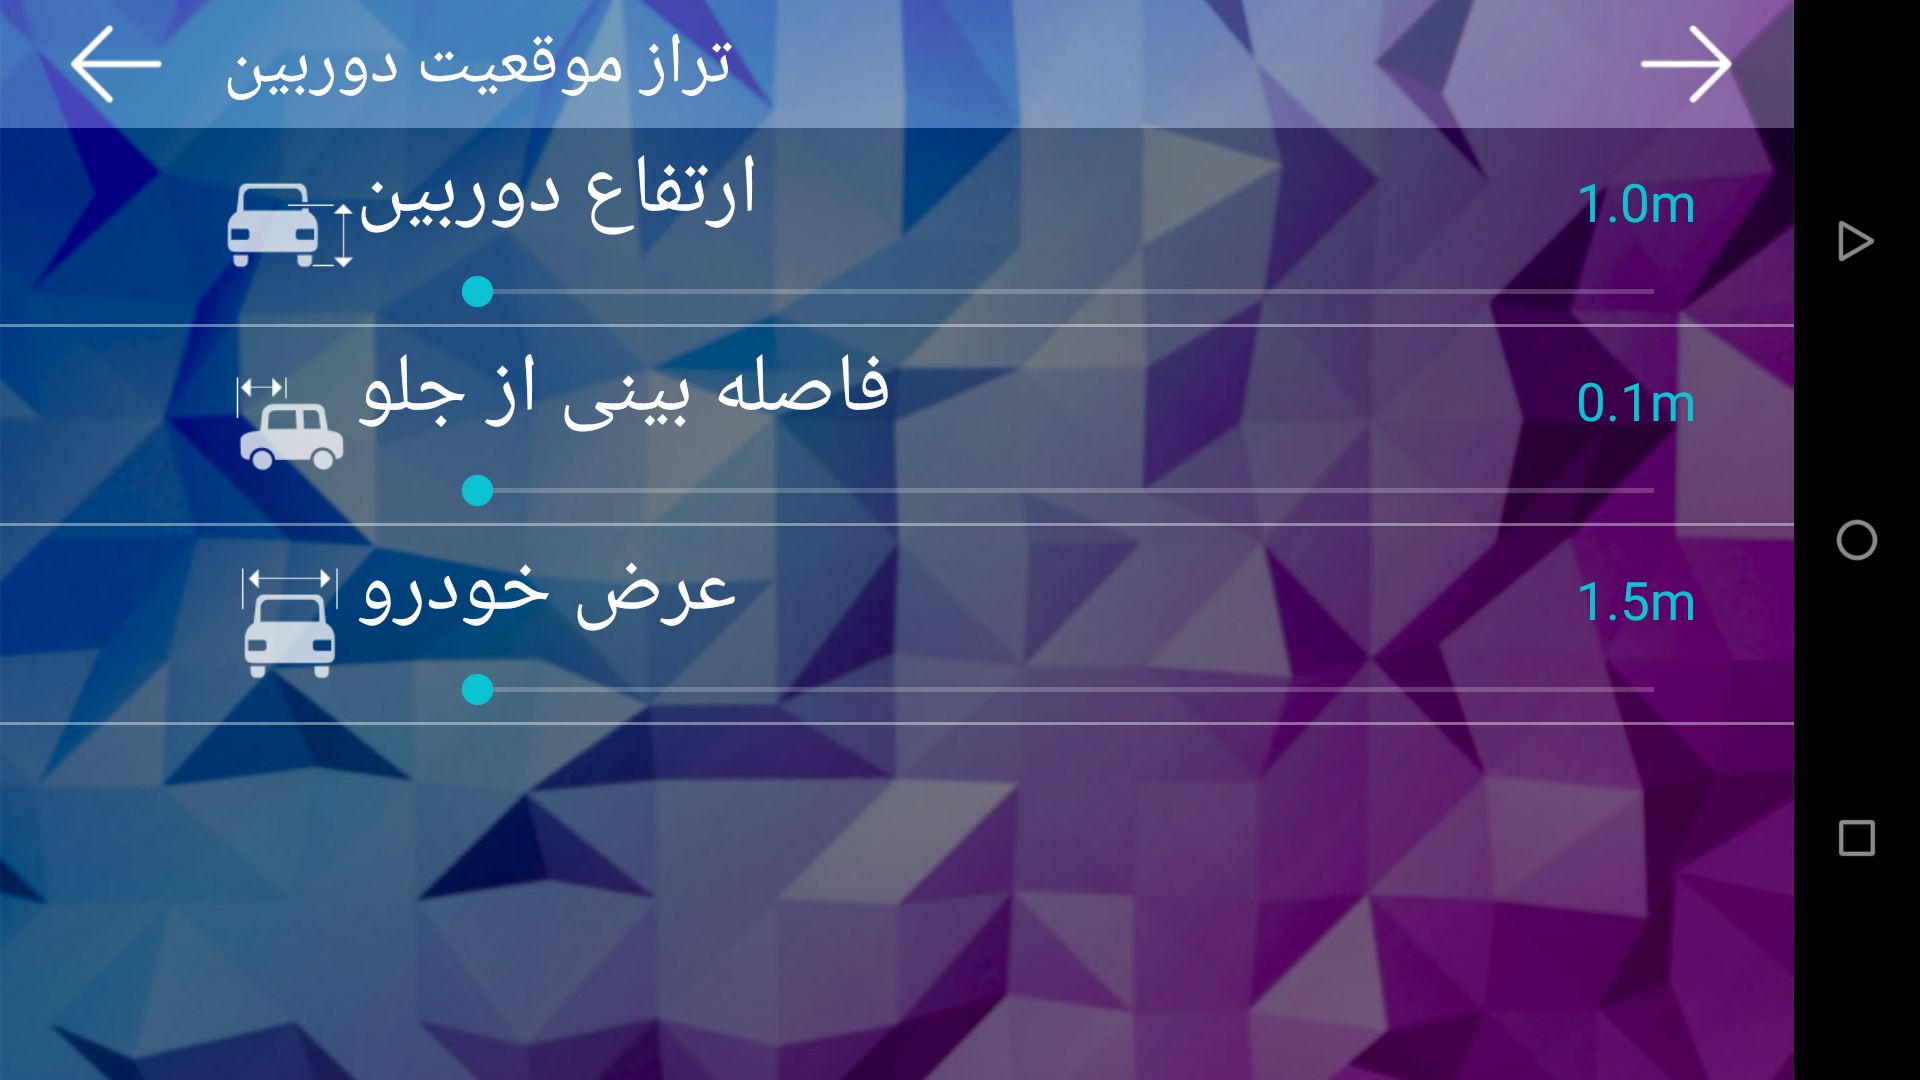 تراز موقعیت دوربین
ارتفاع دوربین
1.0m
فاصله بینی از جلو
0.1m
عرض خودرو
1.5m